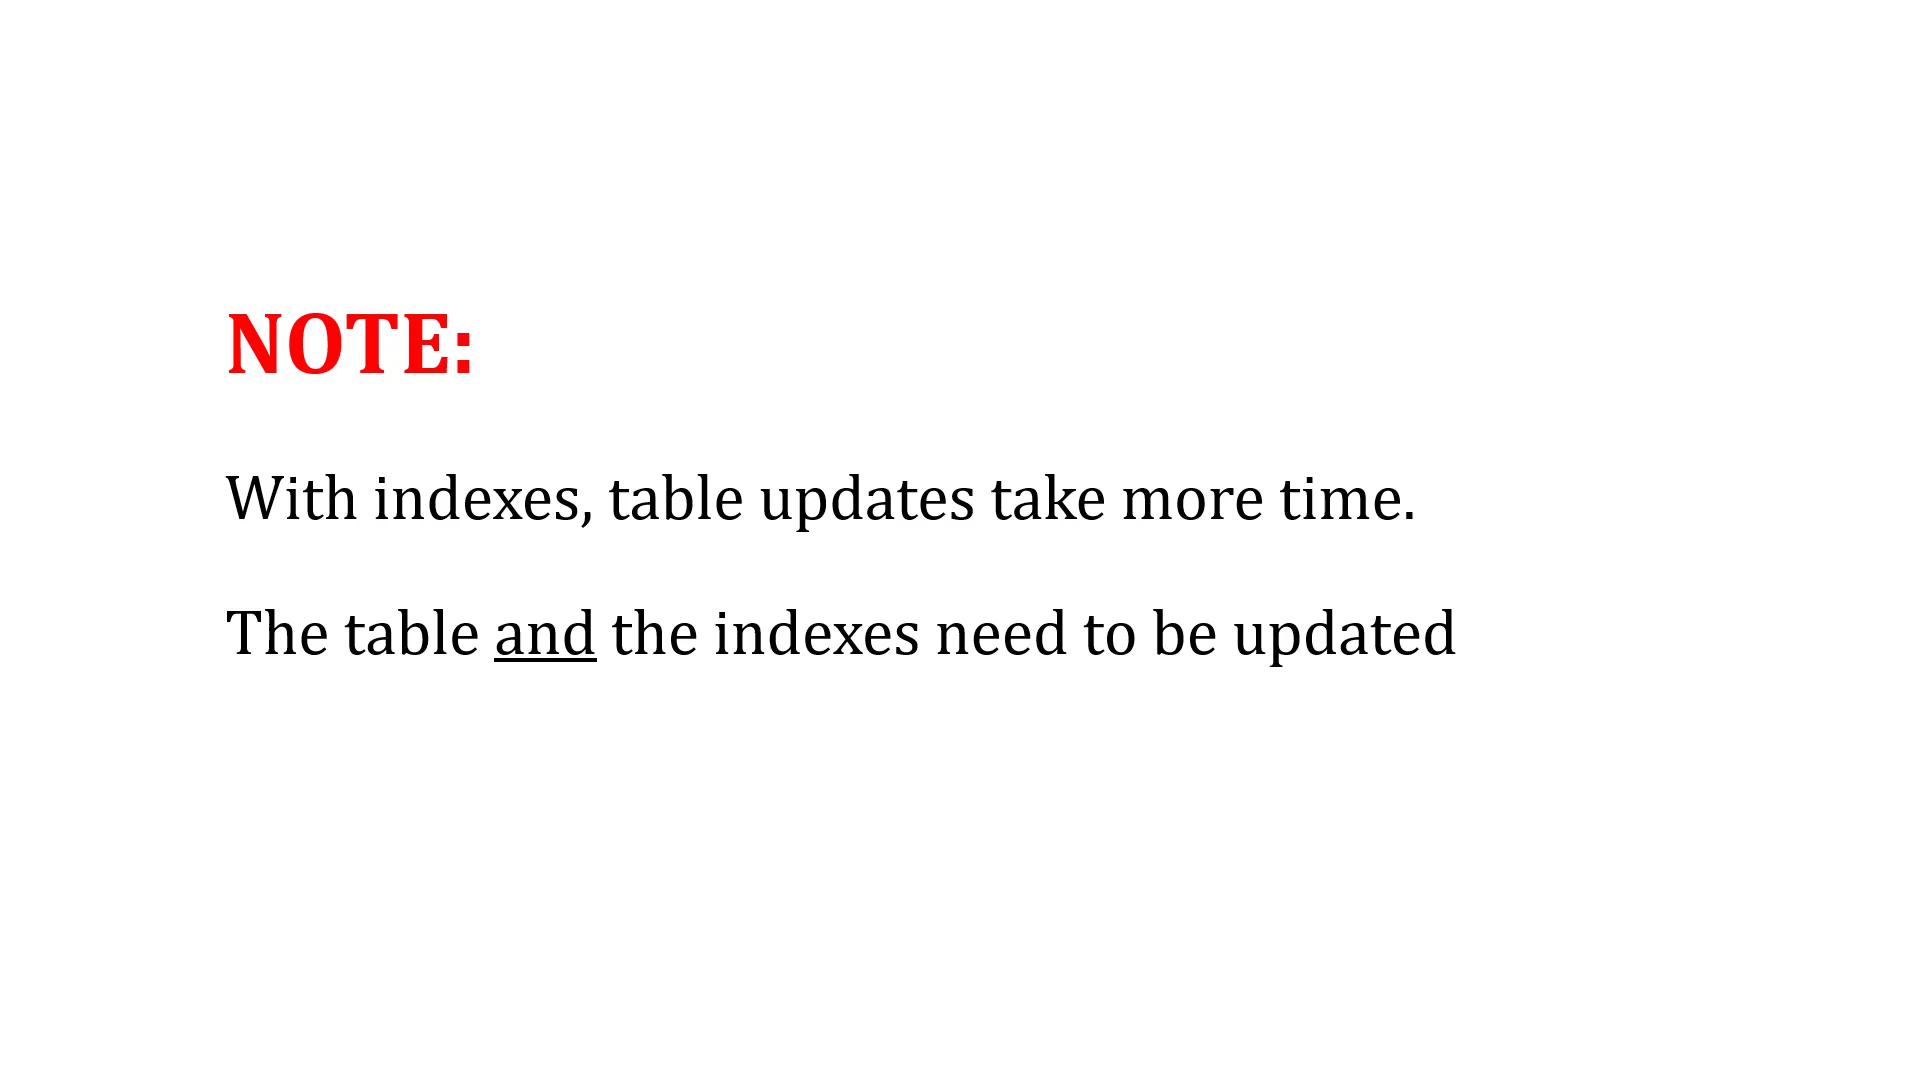 NOTE:
With indexes, table updates take more time.
The table and the indexes need to be updated